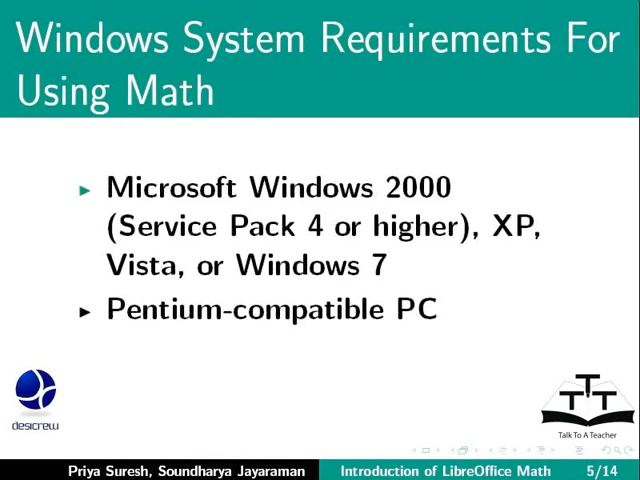 Windows System Requirements For
Using Math
Microsoft Windows 2000
(Service Pack 4 or higher), XP,
Vista, or Windows 7
Pentium-compatible PC
desicrew
TTT
Talk To A Teacher
Priya Suresh, Soundharya Jayaraman Introduction of LibreOffice Math 5/14